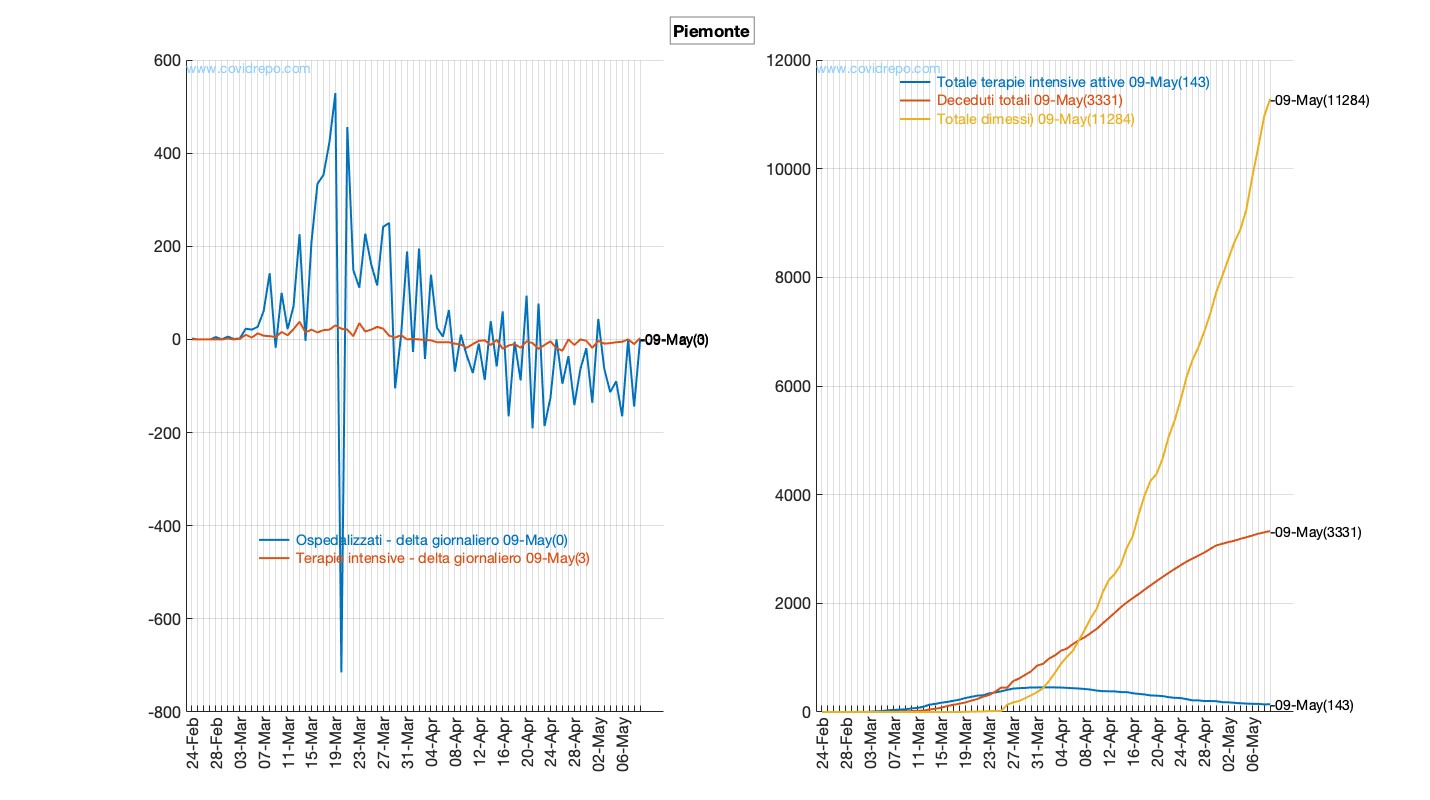 Piemonte
600
400
200
0
-200
-400
-600
-800
www.covidrepo.com
Ospedalizzati - delta giornaliero 09-May(0)
Terapie intensive - delta giornaliero 09-May(3)
24-Feb
28-Feb
03-Mar
07-Mar
11-Mar
15-Mar
19-Mar
23-Mar
27-Mar
31-Mar
04-Apr
08-Apr
12-Apr
16-Apr
20-Apr
24-Apr
28-Apr
02-May
06-May
12000
10000
8000
6000
4000
2000
0
www.covidrepo.com
Totale terapie intensive attive 09-May(143)
Deceduti totali 09-May(3331)
Totale dimessi) 09-May(11284)
-09-May(11284)
-09-May(3331)
-09-May(143)
24-Feb
28-Feb
03-Mar
07-Mar
11-Mar
15-Mar
19-Mar
23-Mar
27-Mar
31-Mar
04-Apr
08-Apr
12-Apr
16-Apr
20-Apr
24-Apr
28-Apr
02-May
06-May